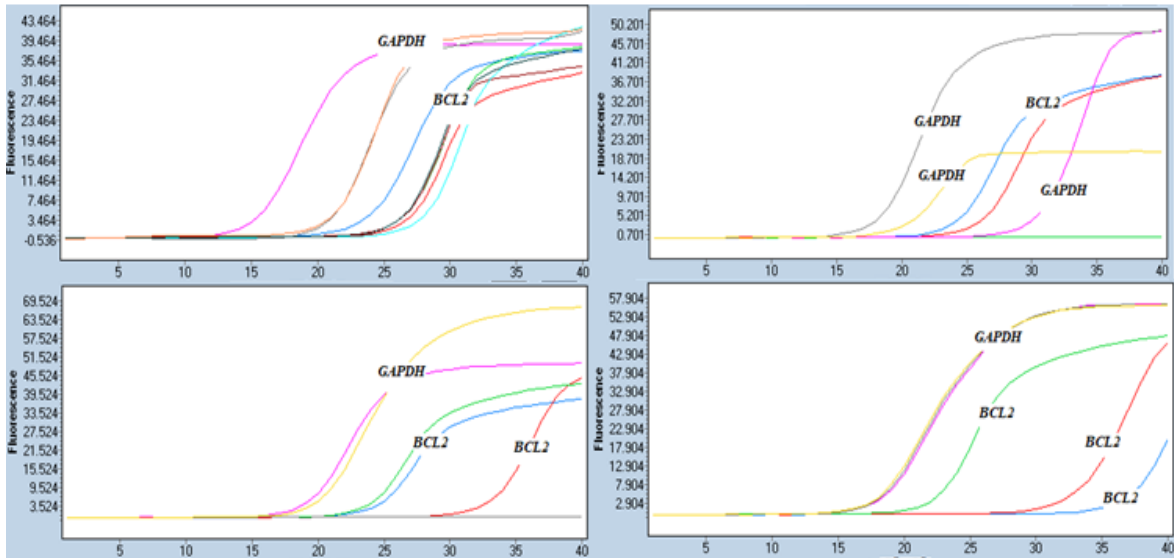 43.464
39.464
35.464
31.464
27.464
23.464
19.464
15.464
11.464
7.464
3.464
-0.536
Fluorescence
GAPDH
BCL2
5 10 15 20 25 30 35 40
50.201
45.701
41.201
36.701
32.201
27.701
23.201
18.701
14.201
9.701
5.201
0.701
Fluorescence
BCL2
GAPDH
GAPDH
GAPDH
5 10 15 20 25 30 35 40
69.524
63.524
57.524
51.524
45.524
39.524
33.524
27.524
21.524
15.524
9.524
3.524
Fluorescence
GAPDH
BCL2
BCL2
5 10 15 20 25 30 35 40
57.904
52.904
47.904
42.904
37.904
32.904
27.904
22.904
17.904
12.904
7.904
2.904
Fluorescence
GAPDH
BCL2
BCL2
BCL2
5 10 15 20 25 30 35 40